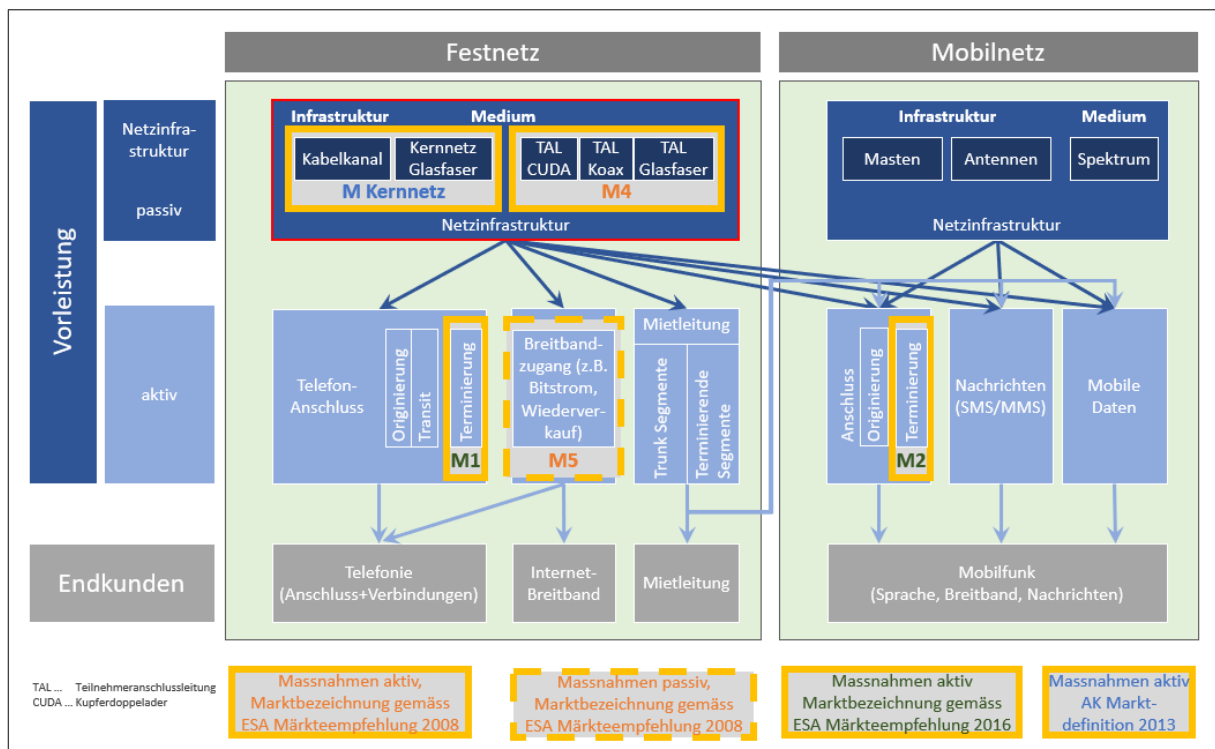 Festnetz
Mobilnetz
Vorleistung
Netzinfra-
struktur
passiv
Infrastruktur
Medium
Kabelkanal
Kernnetz
Glasfaser
M Kernnetz
TAL
CUDA
TAL
Koax
TAL
Glasfaser
M4
Netzinfrastruktur
Infrastruktur
Medium
Masten
Antennen
Spektrum
Netzinfrastruktur
aktiv
Telefon-
Anschluss
Originierung
Transit
Terminierung
M1
Breitband-
zugang (z.B.
Bitstrom,
Wiederver-
kauf)
M5
Mietleitung
Trunk Segmente
Terminierende
Segmente
Anschluss
Originierung
Terminierung
M2
Nachrichten
(SMS/MMS)
Mobile
Daten
Endkunden
Telefonie
(Anschluss+Verbindungen)
Internet-
Breitband
Mietleitung
Mobilfunk
(Sprache, Breitband, Nachrichten)
TAL ... Teilnehmeranschlussleitung
CUDA ... Kupferdoppelader
Massnahmen aktiv,
Marktbezeichnung gemäss
ESA Märkteempfehlung 2008
Massnahmen passiv,
Marktbezeichnung gemäss
ESA Märkteempfehlung 2008
Massnahmen aktiv
Marktbezeichnung gemäss
ESA Märkteempfehlung 2016
Massnahmen aktiv
AK Markt-
definition 2013